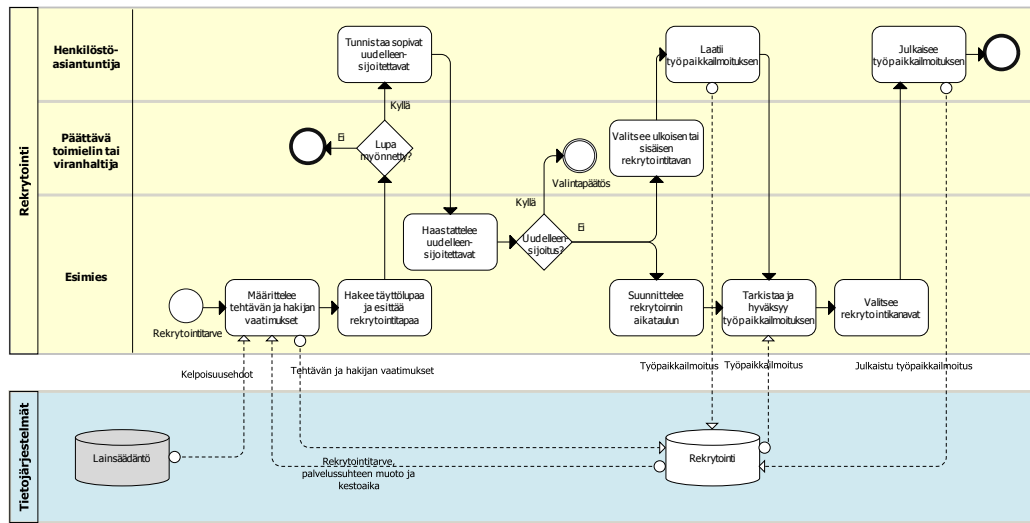 Rekrytointi
Henkilöstö-
asiantuntija
Päättävä
toimielin tai
viranhaltija
Esimies
Tunnistaa sopivat
uudelleen-
sijoitettavat
Kyllä
Ei
Lupa
myönnetty?
Haastattelee
uudelleen-
sijoitettavat
Kyllä
Valintapäätös
Uudelleen-
sijoitus?
Ei
Laatii
työpaikkailmoituksen
Valitsee ulkoisen tai
sisäisen
rekrytointitavan
Julkaisee
työpaikkailmoituksen
Rekrytointitarve
Määrittelee
tehtävän ja hakijan
vaatimukset
Hakee täyttölupaa
ja esittää
rekrytointitapaa
Suunnittelee
rekrytoinnin
aikataulun
Tarkistaa ja
hyväksyy
työpaikkailmoituksen
Valitsee
rekrytointikanavat
Kelpoisuusehdot
Tehtävän ja hakijan vaatimukset
Työpaikkailmoitus
Työpaikkailmoitus
Julkaistu työpaikkailmoitus
Tietojärjestelmät
Lainsäädäntö
Rekrytointitarve,
palvelussuhteen muoto ja
kestoaika
Rekrytointi